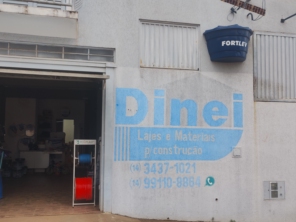 FORTLEV
Dinei
Lajes e Materiais
p/construção
3437-1021